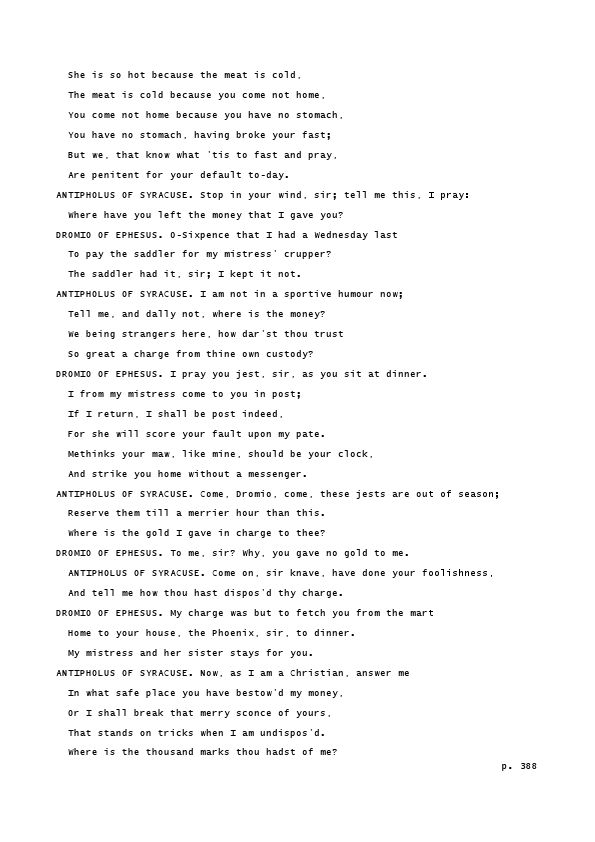 She is so hot because the meat is cold,
The meat is cold because you come not home,
You come not home because you have no stomach,
You have no stomach, having broke your fast;
But we, that know what 'tis to fast and pray,
Are penitent for your default to-day.
ANTIPHOLUS OF SYRACUSE. Stop in your wind, sir; tell me this, I pray:
Where have you left the money that I gave you?
DROMIO OF EPHESUS. O-Sixpence that I had a Wednesday last
To pay the saddler for my mistress' crupper?
The saddler had it, sir; I kept it not.
ANTIPHOLUS OF SYRACUSE. I am not in a sportive humour now;
Tell me, and dally not, where is the money?
We being strangers here, how dar'st thou trust
So great a charge from thine own custody?
DROMIO OF EPHESUS. I pray you jest, sir, as you sit at dinner.
I from my mistress come to you in post;
If I return, I shall be post indeed,
For she will score your fault upon my pate.
Methinks your maw, like mine, should be your clock,
And strike you home without a messenger.
ANTIPHOLUS OF SYRACUSE. Come, Dromio, come, these jests are out of season;
Reserve them till a merrier hour than this.
Where is the gold I gave in charge to thee?
DROMIO OF EPHESUS. To me, sir? Why, you gave no gold to me.
ANTIPHOLUS OF SYRACUSE. Come on, sir knave, have done your foolishness,
And tell me how thou hast dispos'd thy charge.
DROMIO OF EPHESUS. My charge was but to fetch you from the mart
Home to your house, the Phoenix, sir, to dinner.
My mistress and her sister stays for you.
ANTIPHOLUS OF SYRACUSE. Now, as I am a Christian, answer me
In what safe place you have bestow'd my money,
Or I shall break that merry sconce of yours,
That stands on tricks when I am undispos'd.
Where is the thousand marks thou hadst of me?
p. 388